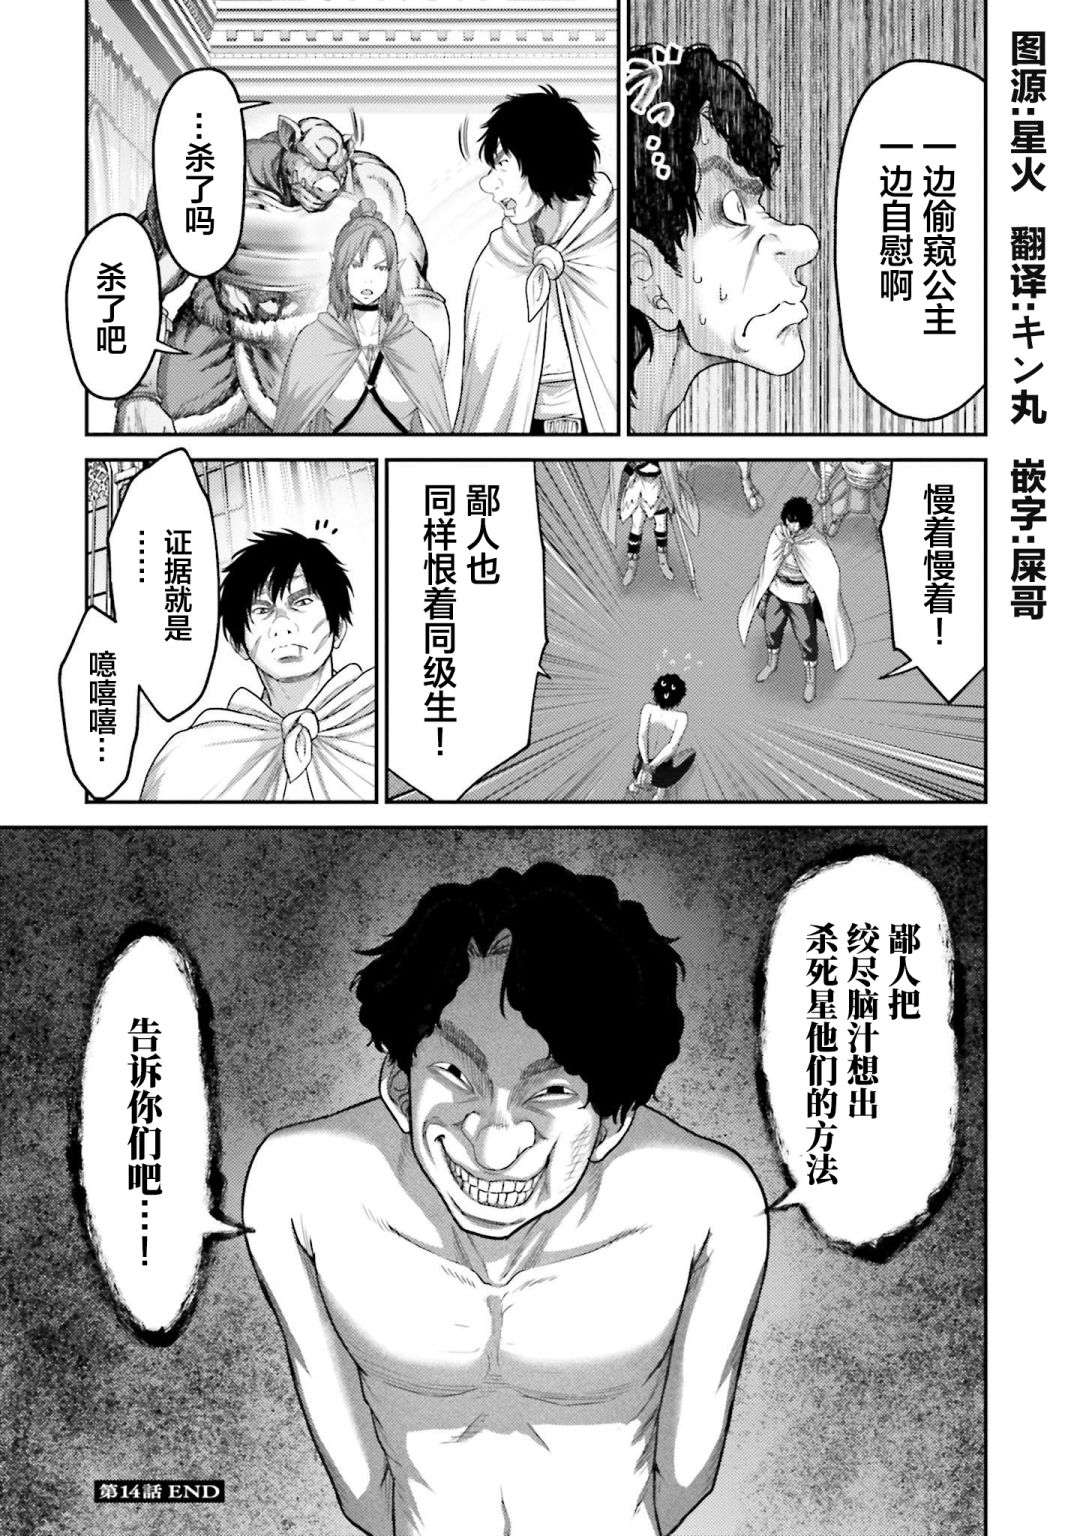 图源：星火　翻译：キン丸　嵌字：屎哥
一边偷窥公主
一边自慰啊
…杀了吗
杀了吧
慢着慢着！
鄙人也
同样恨着同级生！
证据就是
……
噫嘻嘻…
鄙人把
绞尽脑汁想出
杀死星他们的方法
告诉你们吧……！
第14話 END